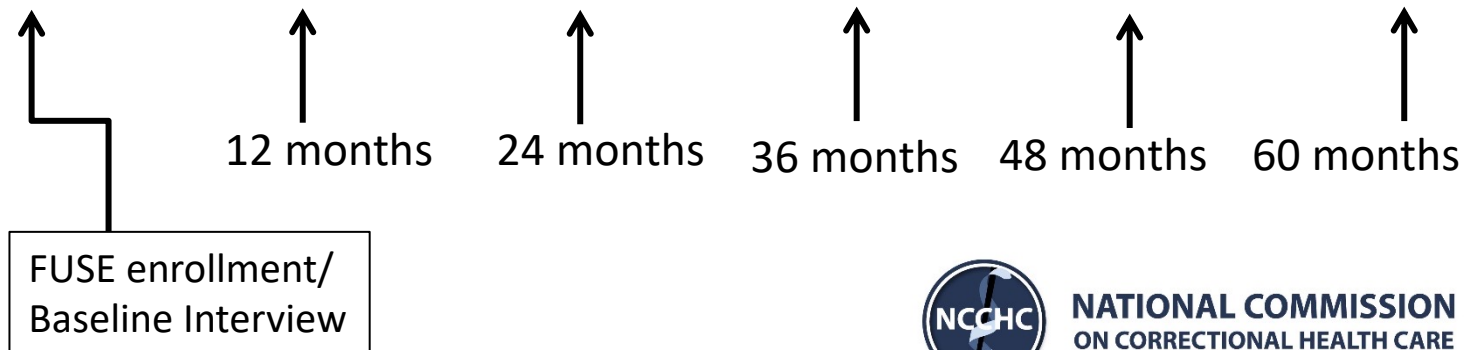 12 months 24 months 36 months 48 months 60 months
FUSE enrollment/
Baseline Interview
NCCHC
NATIONAL COMMISSION
ON CORRECTIONAL HEALTH CARE